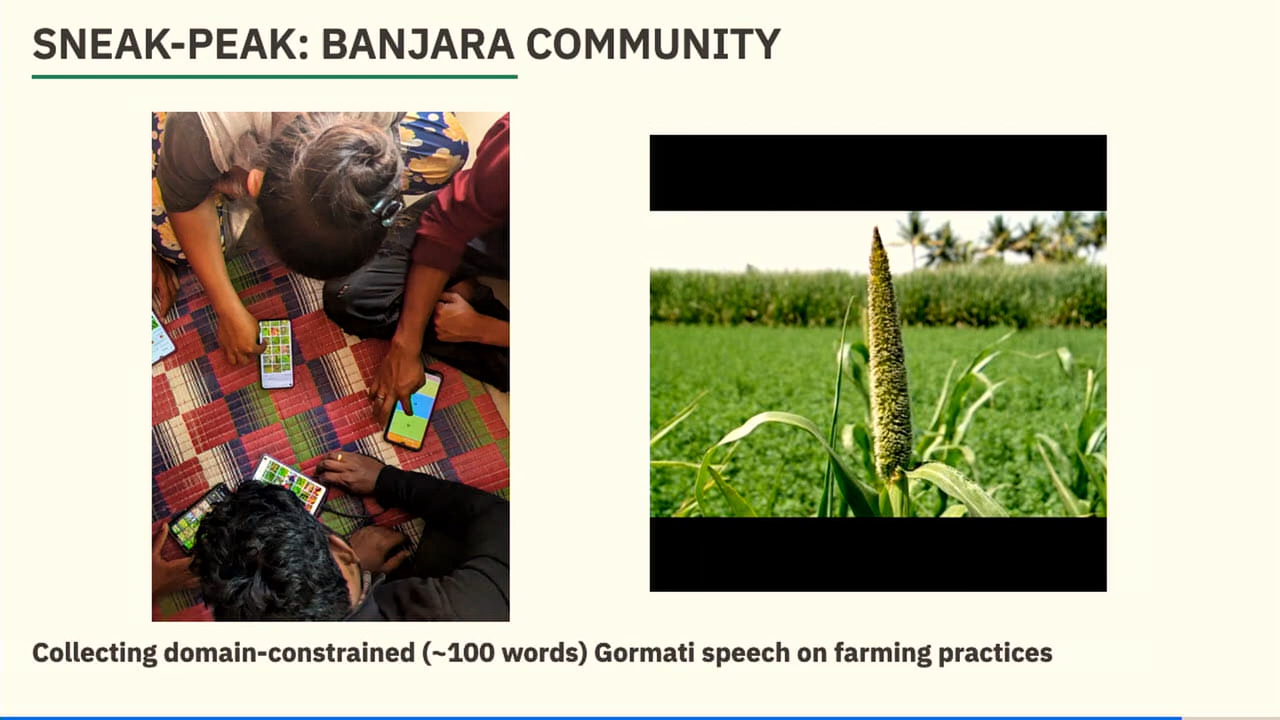 SNEAK-PEAK: BANJARA COMMUNITY
Collecting domain-constrained (~100 words) Gormati speech on farming practices